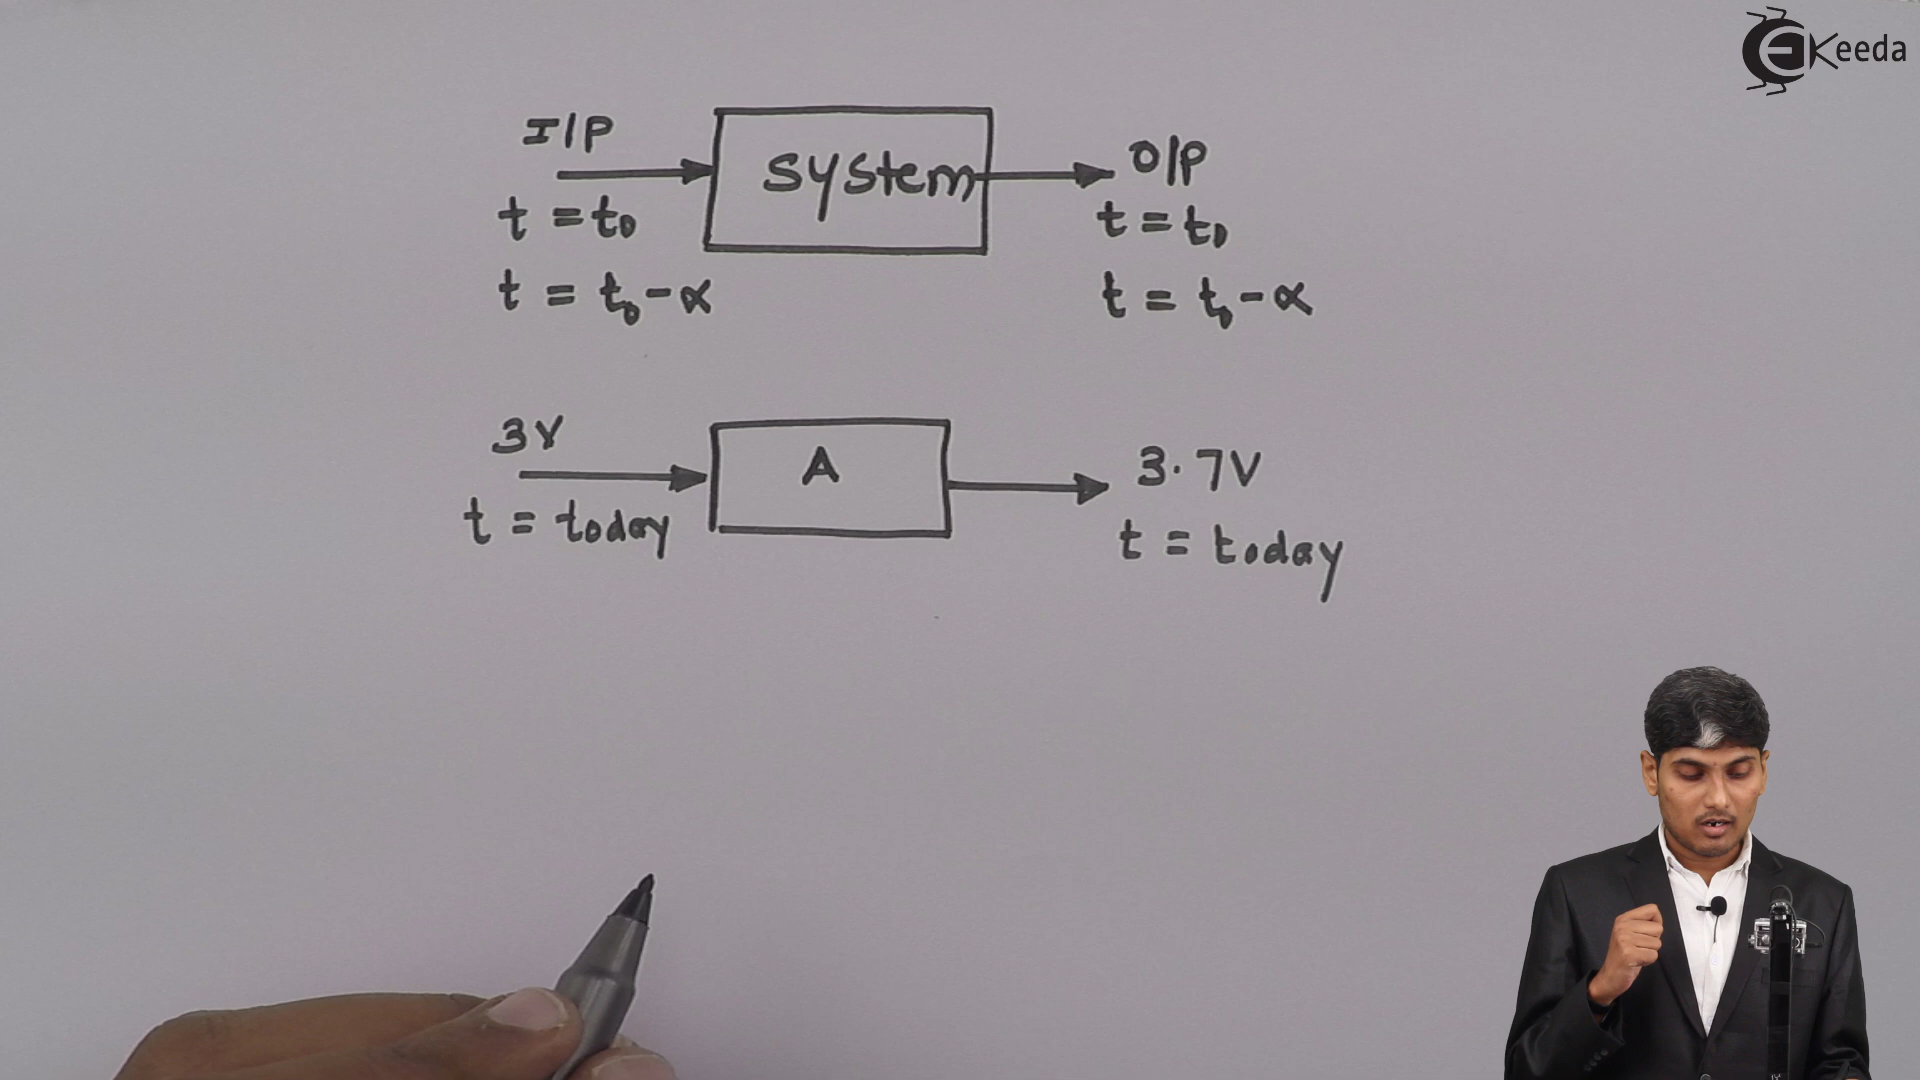 EKeeda
I/P
System
O/P
t = t0
t = t0
t = t0-α
t = t0-α
3V
A
3.7V
t = today
t = today